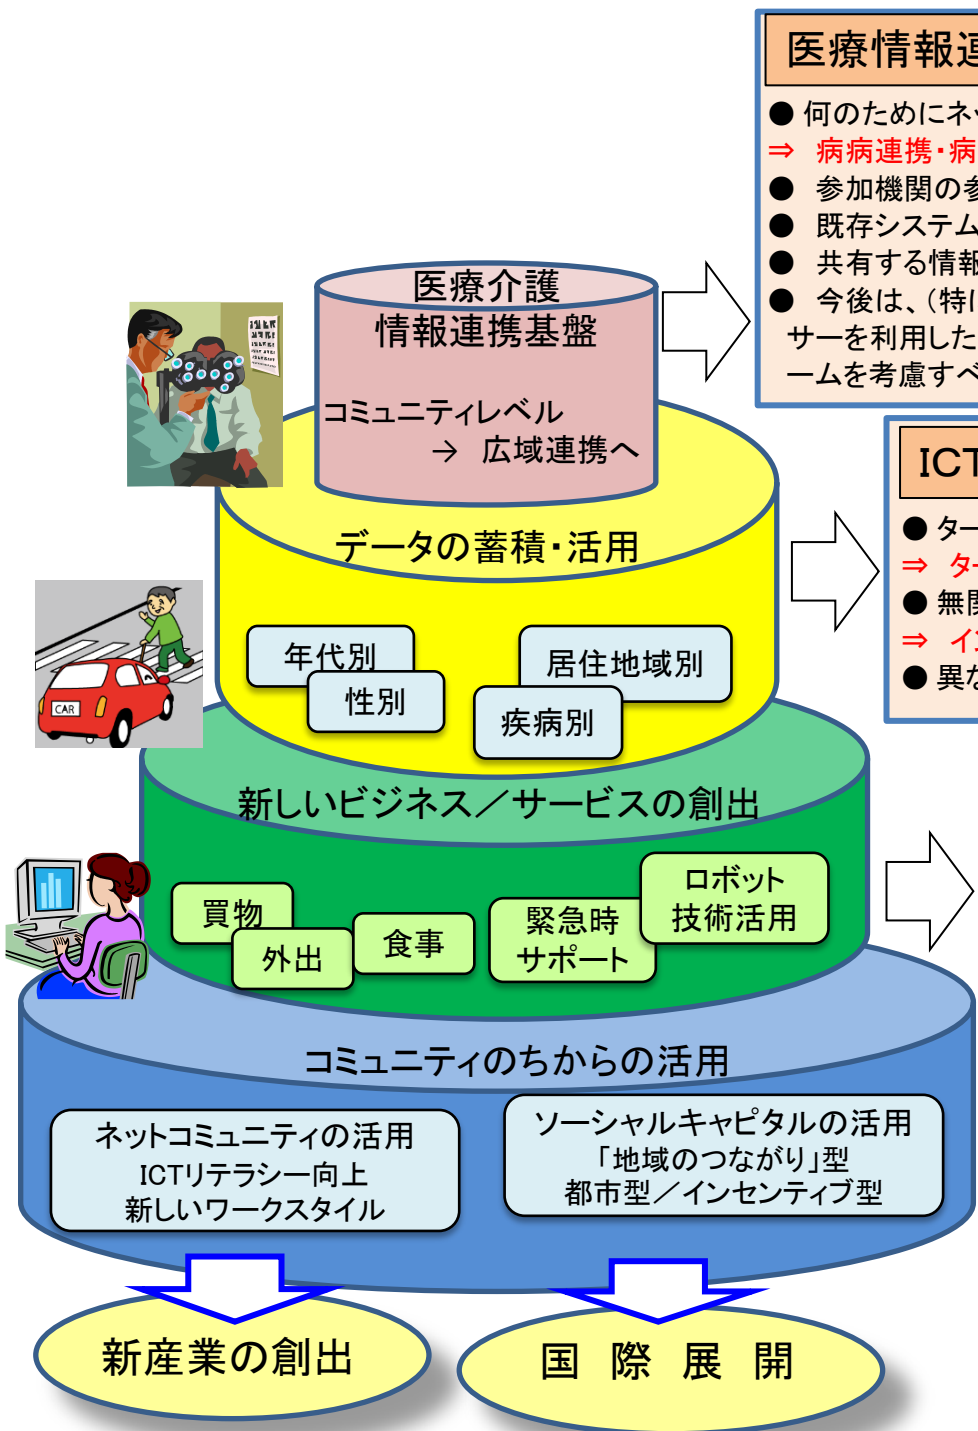 医療情報連
● 何のためにネッ
⇒ 病病連携・病
● 参加機関の参
● 既存システム
● 共有する情報
● 今後は、（特に
サーを利用した
ームを考慮すべ
医療介護
情報連携基盤
コミュニティレベル
→ 広域連携へ
ICT
● ター
⇒ ター
● 無関
⇒ イン
● 異な
データの蓄積・活用
年代別
性別
居住地域別
疾病別
CAR
新しいビジネス／サービスの創出
買物
外出
食事
緊急時
サポート
ロボット
技術活用
コミュニティのちからの活用
ネットコミュニティの活用
ICTリテラシー向上
新しいワークスタイル
ソーシャルキャピタルの活用
「地域のつながり」型
都市型／インセンティブ型
新産業の創出
国 際 展 開